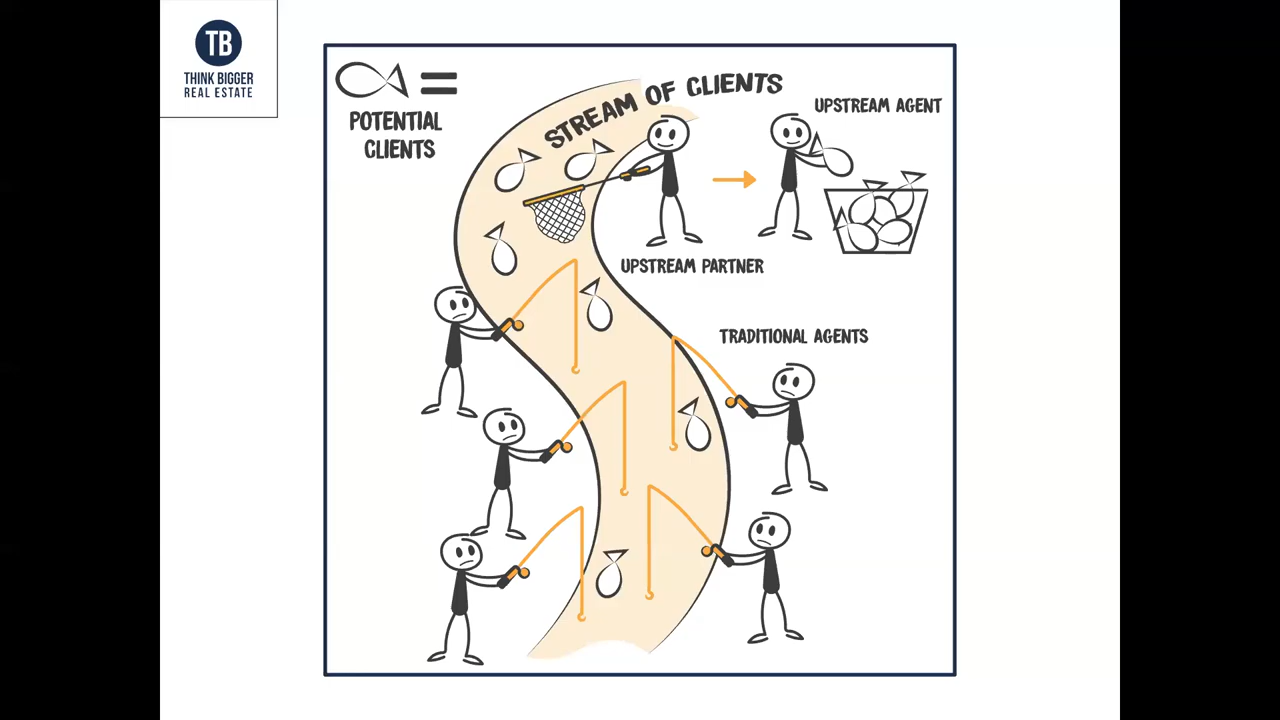 TB
THINK BIGGER
REAL ESTATE
=
POTENTIAL
CLIENTS
STREAM OF CLIENTS
UPSTREAM AGENT
UPSTREAM PARTNER
TRADITIONAL AGENTS